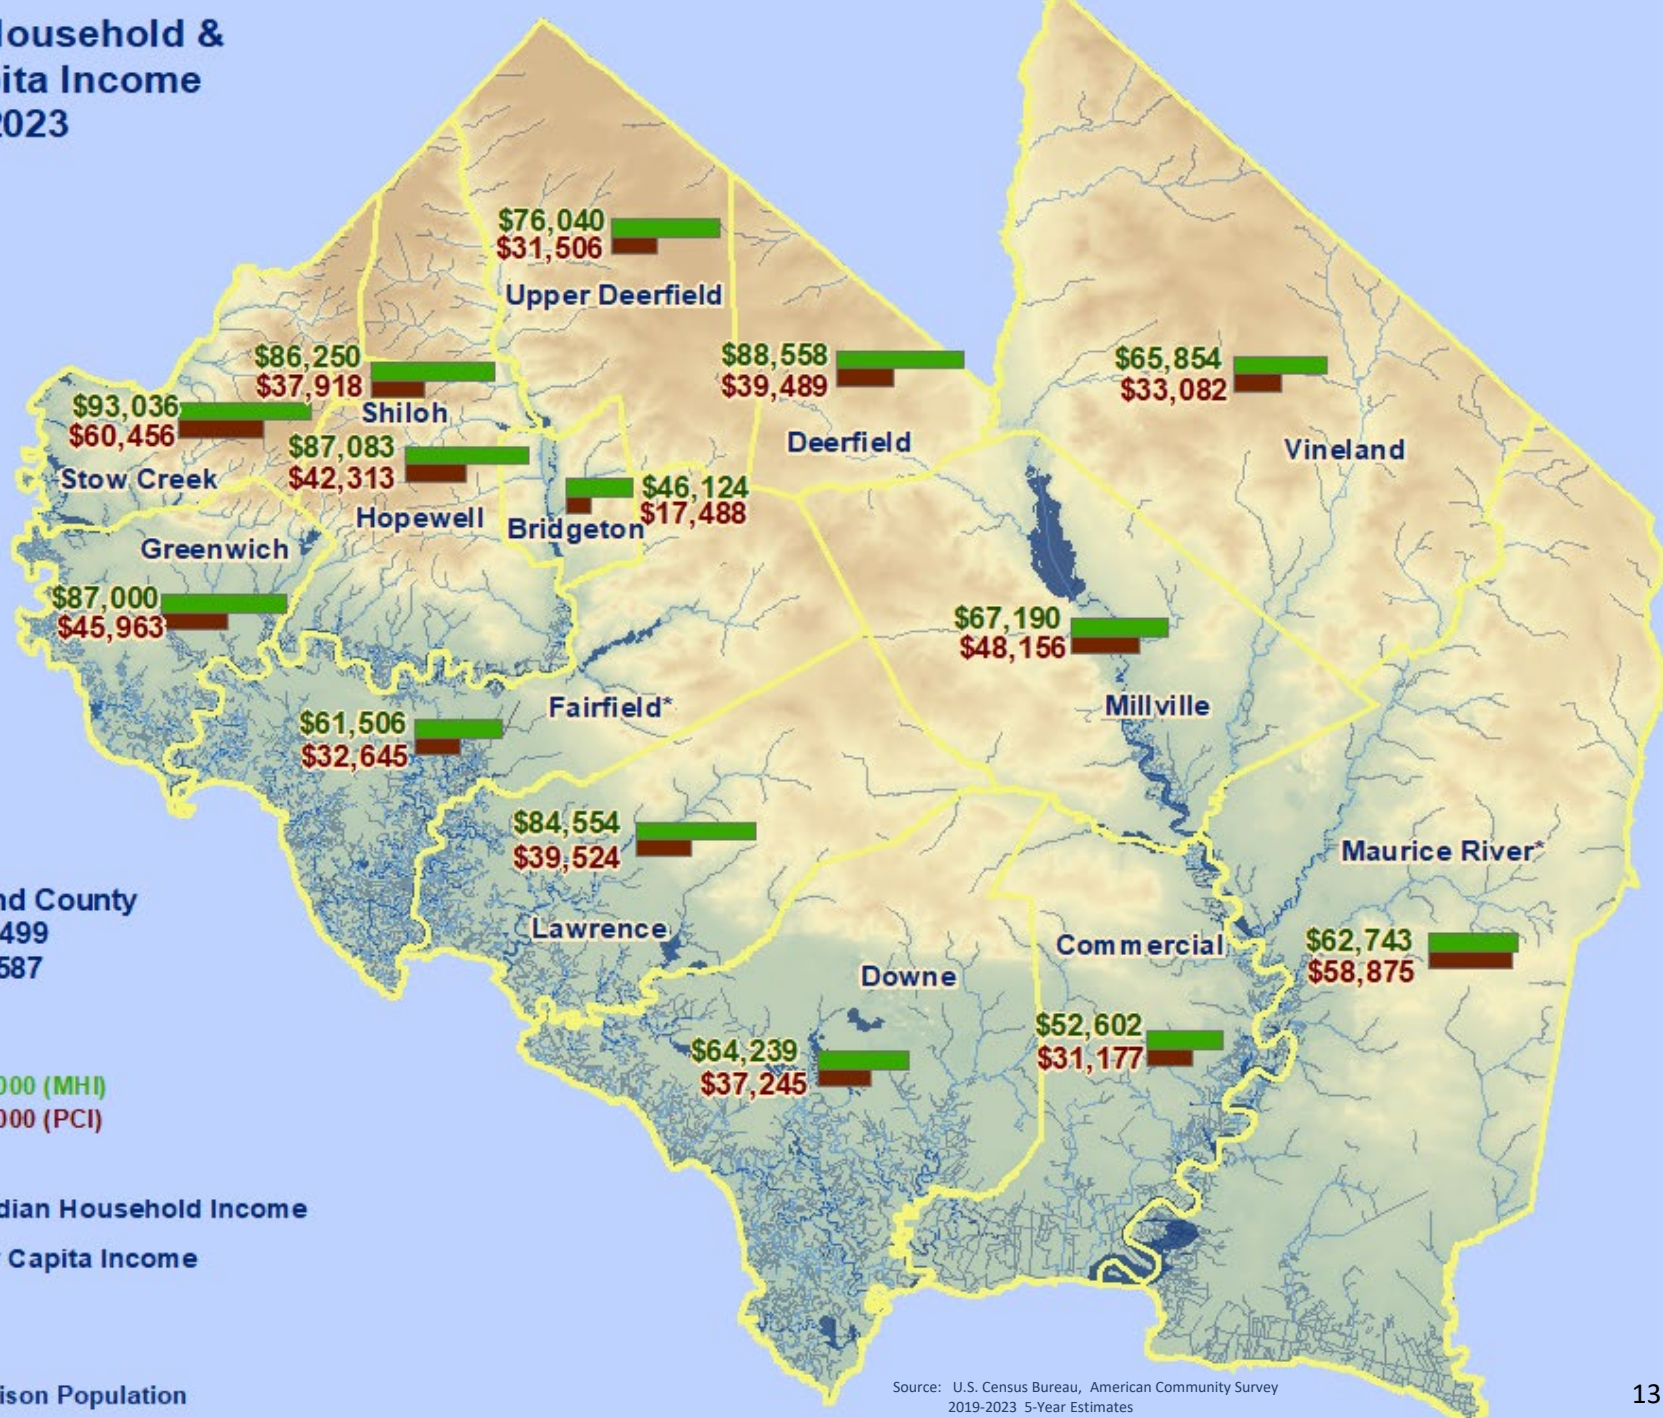 2023
$76,040
$31,506
Upper Deerfield
$86,250
$37,918
Shiloh
$88,558
$39,489
Deerfield
$65,854
$33,082
Vineland
$93,036
$60,456
Stow Creek
$87,083
$42,313
Hopewell
$46,124
$17,488
Bridgeton
Greenwich
$87,000
$45,963
$67,190
$48,156
Millville
Fairfield*
$61,506
$32,645
$84,554
$39,524
Lawrence
Maurice River*
$62,743
$58,875
Commercial
$52,602
$31,177
Downe
$64,239
$37,245
ousehold &
ita Income
nd County
499
587
000 (MHI)
000 (PCI)
dian Household Income
Capita Income
ison Population
Source: U.S. Census Bureau, American Community Survey
2019-2023 5-Year Estimates
13